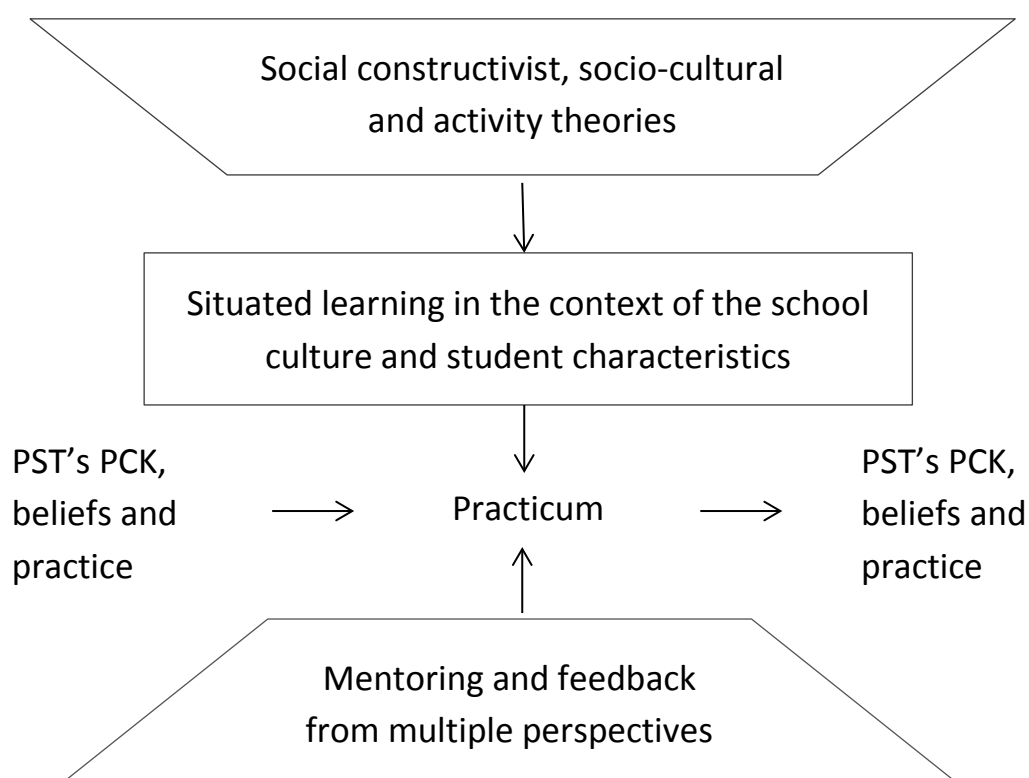 Social constructivist, socio-cultural
and activity theories
Situated learning in the context of the school
culture and student characteristics
PST’s PCK,
beliefs and
practice
Practicum
PST’s PCK,
beliefs and
practice
Mentoring and feedback
from multiple perspectives